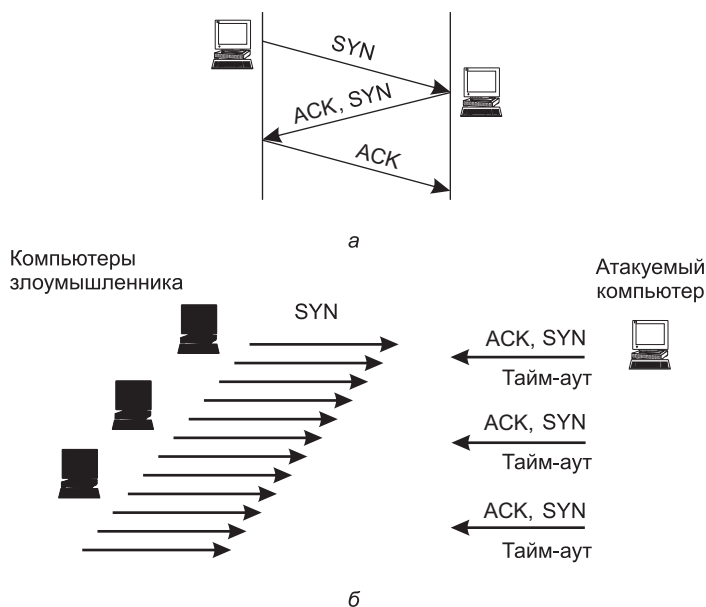 SYN
ACK, SYN
ACK
а
Компьютеры
злоумышленника
Атакуемый
компьютер
SYN
ACK, SYN
Тайм-аут
ACK, SYN
Тайм-аут
ACK, SYN
Тайм-аут
б